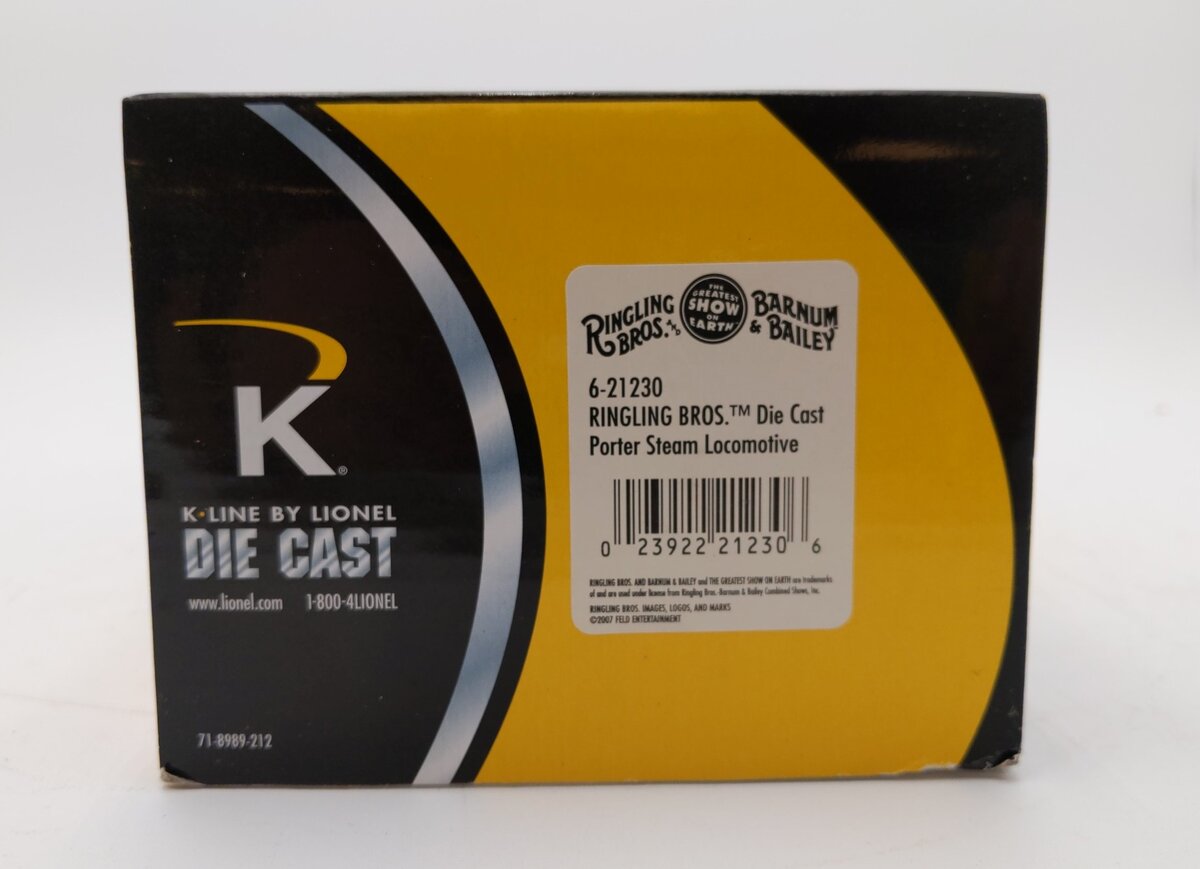 K®
K·LINE BY LIONEL
DIE CAST
www.lionel.com 1-800-4LIONEL
71-8989-212
RINGLING BROS. AND
THE GREATEST SHOW ON EARTH
BARNUM & BAILEY
6-21230
RINGLING BROS.™ Die Cast
Porter Steam Locomotive
0 23922 21230 6
RINGLING BROS. AND BARNUM & BAILEY and THE GREATEST SHOW ON EARTH are trademarks
of and are used under license from Ringling Bros.-Barnum & Bailey Combined Shows, Inc.
RINGLING BROS. IMAGES, LOGOS, AND MARKS
©2007 FELD ENTERTAINMENT